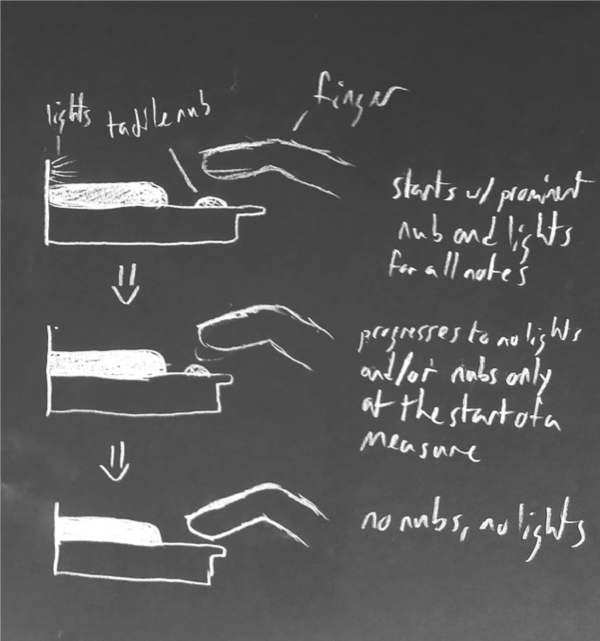 lights
tactile nub
finger
starts w/ prominent
nub and lights
for all notes
progresses to no lights
and/or nubs only
at the start of a
measure
no nubs, no lights